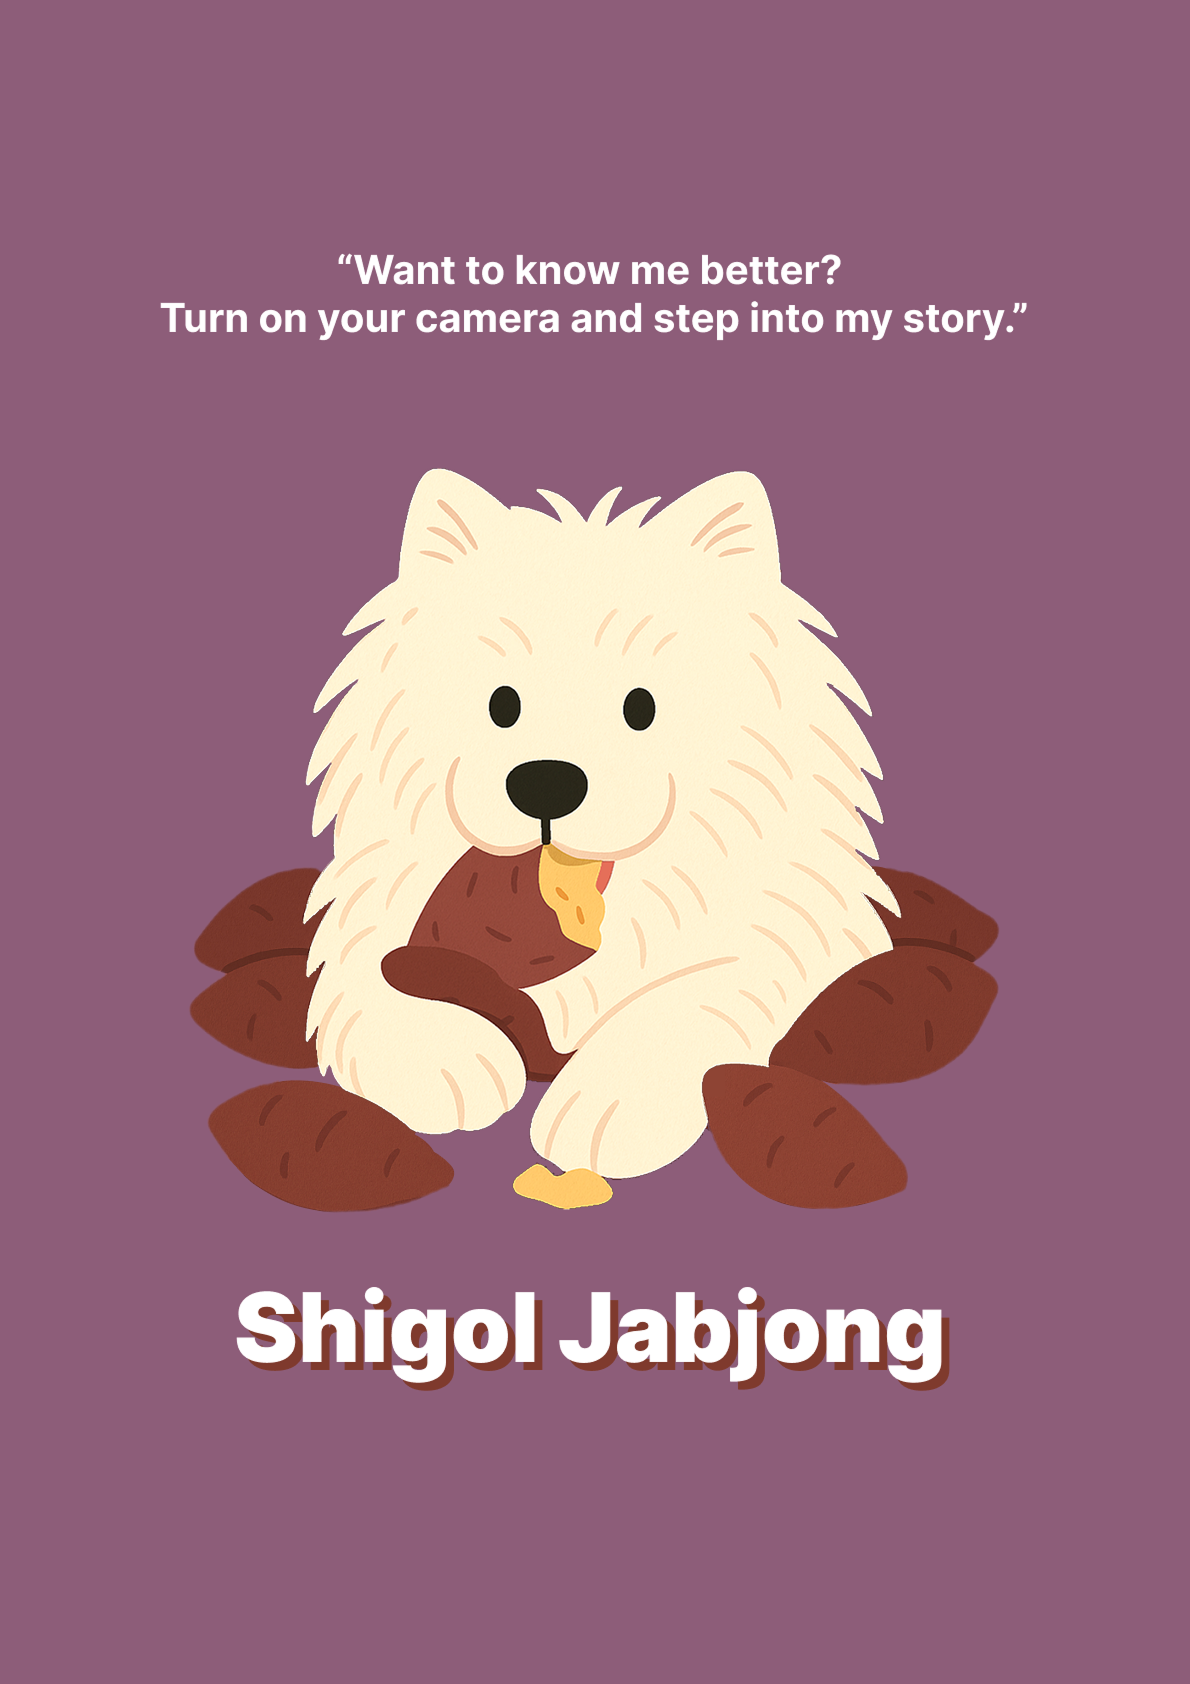 “Want to know me better?
Turn on your camera and step into my story.”
Shigol Jabjong